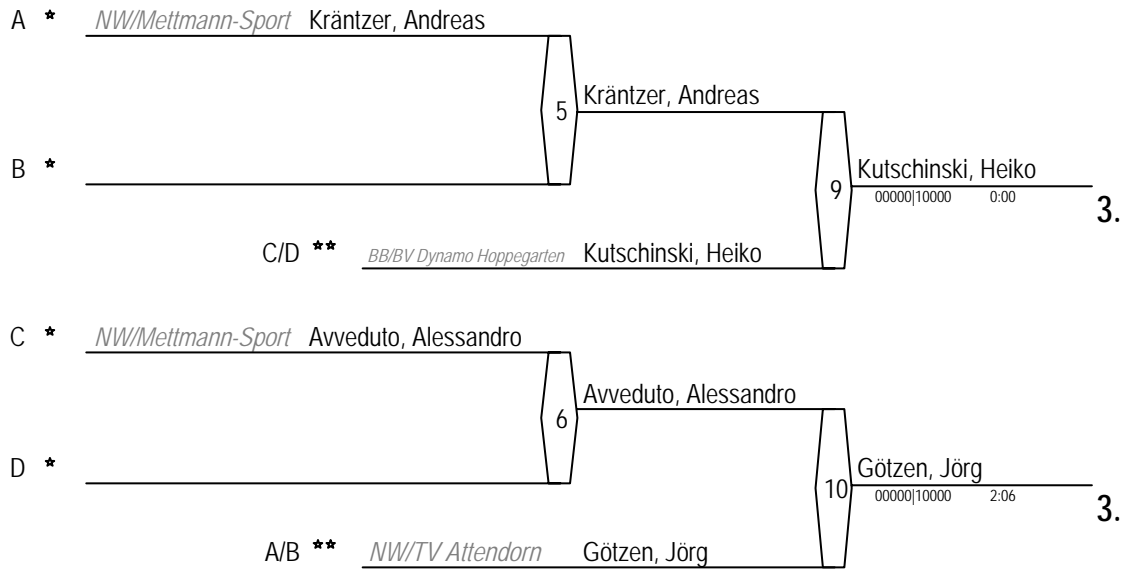 A * NW/Mettmann-Sport Kräntzer, Andreas
5 Kräntzer, Andreas
B *
9 Kutschinski, Heiko
00000|10000 0:00
3.
C/D ** BB/BV Dynamo Hoppegarten Kutschinski, Heiko
C * NW/Mettmann-Sport Avveduto, Alessandro
6 Avveduto, Alessandro
D *
10 Götzen, Jörg
00000|10000 2:06
3.
A/B ** NW/TV Attendorn Götzen, Jörg